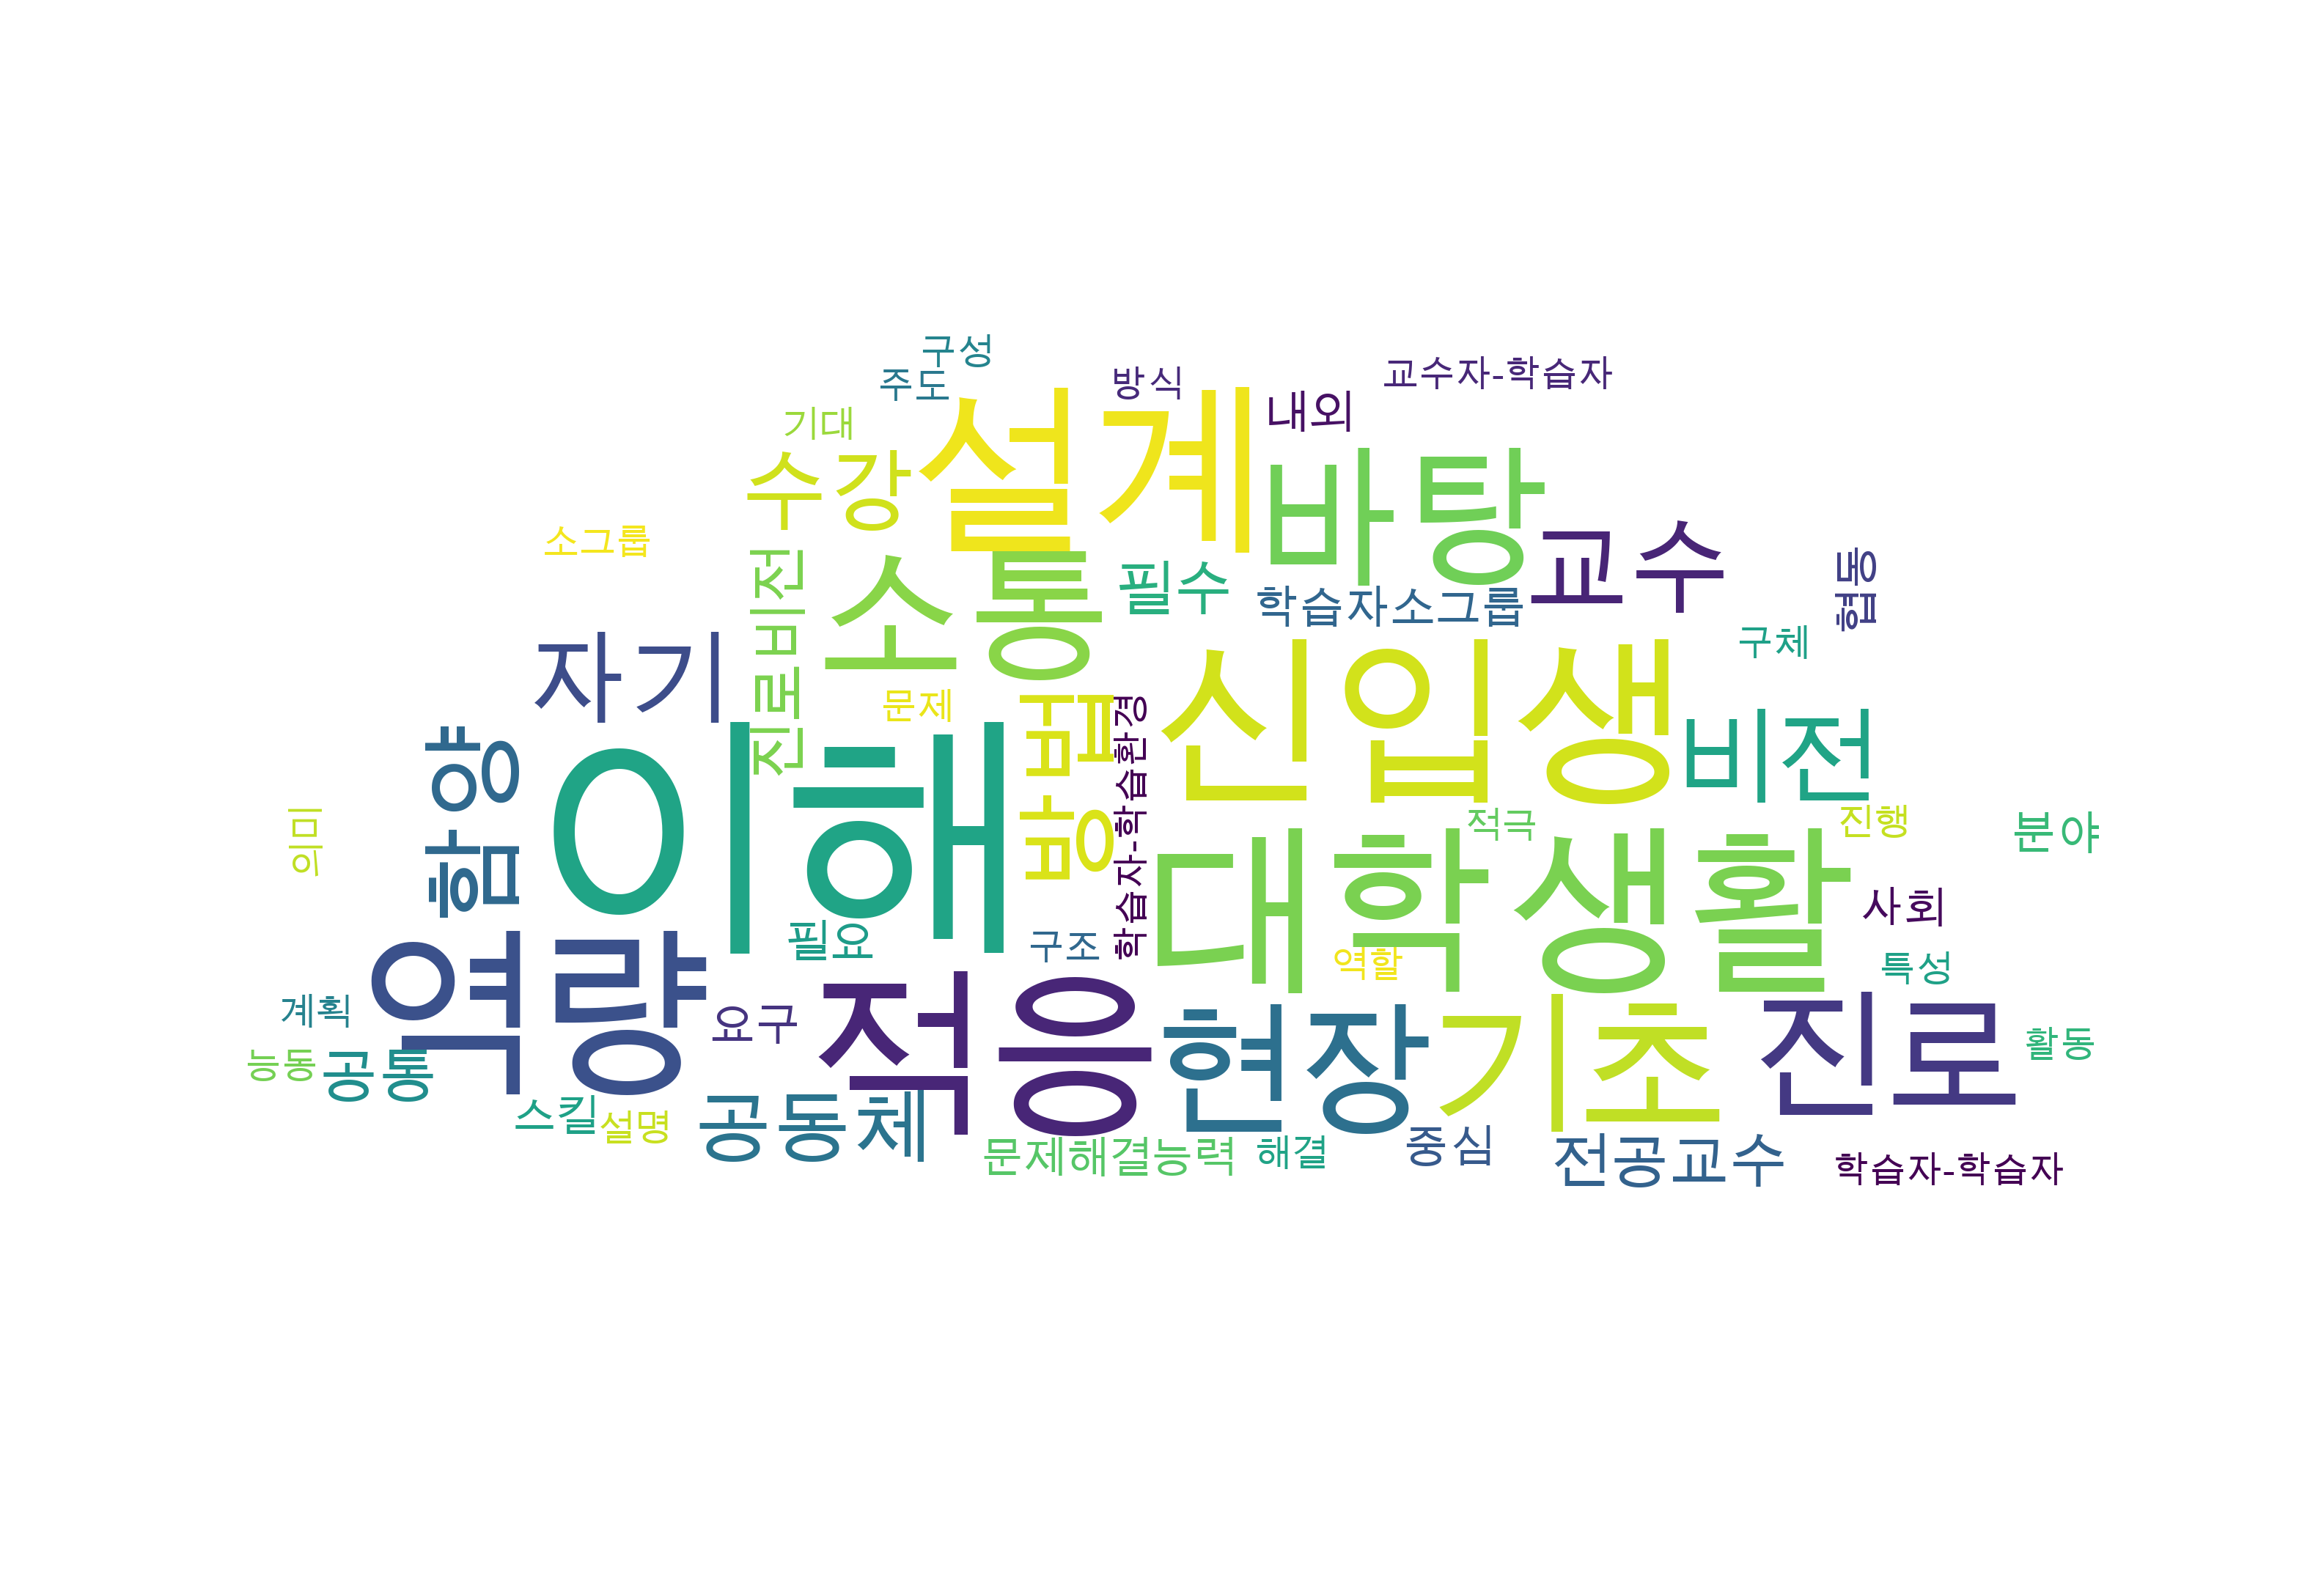 구성
주도
방식
교수자-학습자
기대
내외
설계
수강
바탕
소그룹
교수
소통
필수
학습자소그룹
행동
진로비전
자기
구체
문제
신입생
방법
학습자-학습환경
비전
함양
이해
의미
적극
진행
분야
대학생활
사회
필요
구조
역할
특성
역량
계획
요구
적응
현장
기초
진로
활동
능동
공통
스킬
설명
공동체
문제해결능력
해결
중심
전공교수
학습자-학습자